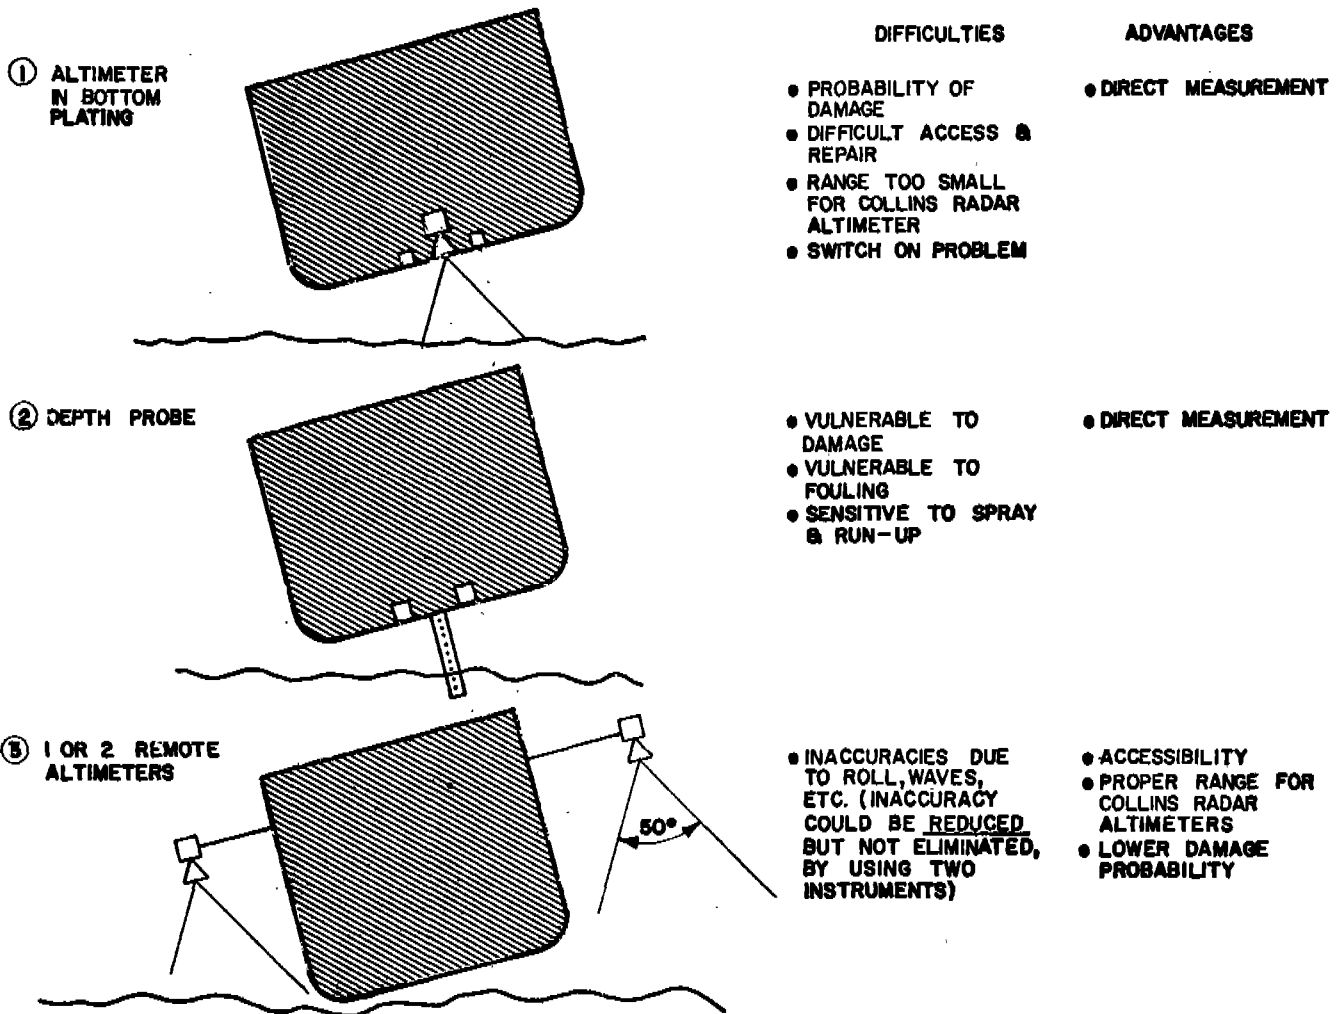 DIFFICULTIES
ADVANTAGES
① ALTIMETER
IN BOTTOM
PLATING
• PROBABILITY OF
DAMAGE
• DIFFICULT ACCESS &
REPAIR
• RANGE TOO SMALL
FOR COLLINS RADAR
ALTIMETER
• SWITCH ON PROBLEM
• DIRECT MEASUREMENT
② DEPTH PROBE
• VULNERABLE TO
DAMAGE
• VULNERABLE TO
FOULING
• SENSITIVE TO SPRAY
& RUN-UP
• DIRECT MEASUREMENT
③ 1 OR 2 REMOTE
ALTIMETERS
50°
• INACCURACIES DUE
TO ROLL, WAVES,
ETC. (INACCURACY
COULD BE REDUCED
BUT NOT ELIMINATED,
BY USING TWO
INSTRUMENTS)
• ACCESSIBILITY
• PROPER RANGE FOR
COLLINS RADAR
ALTIMETERS
• LOWER DAMAGE
PROBABILITY